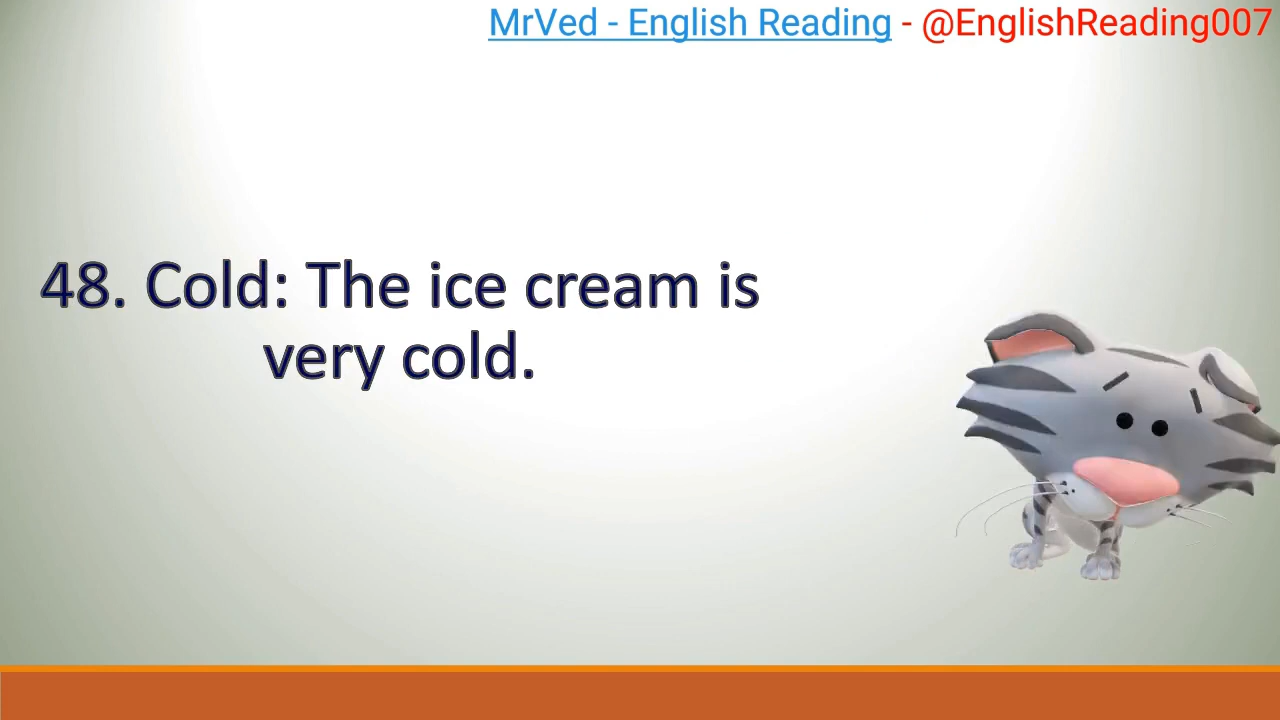 MrVed - English Reading - @EnglishReading007
48. Cold: The ice cream is
very cold.